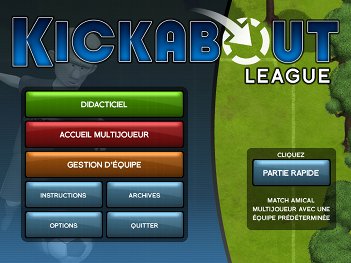 KICKABOUT
LEAGUE
DIDACTICIEL
ACCUEIL MULTIJOUEUR
GESTION D'ÉQUIPE
INSTRUCTIONS
ARCHIVES
OPTIONS
QUITTER
CLIQUEZ
PARTIE RAPIDE
MATCH AMICAL
MULTIJOUEUR AVEC UNE
ÉQUIPE PRÉDÉTERMINÉE